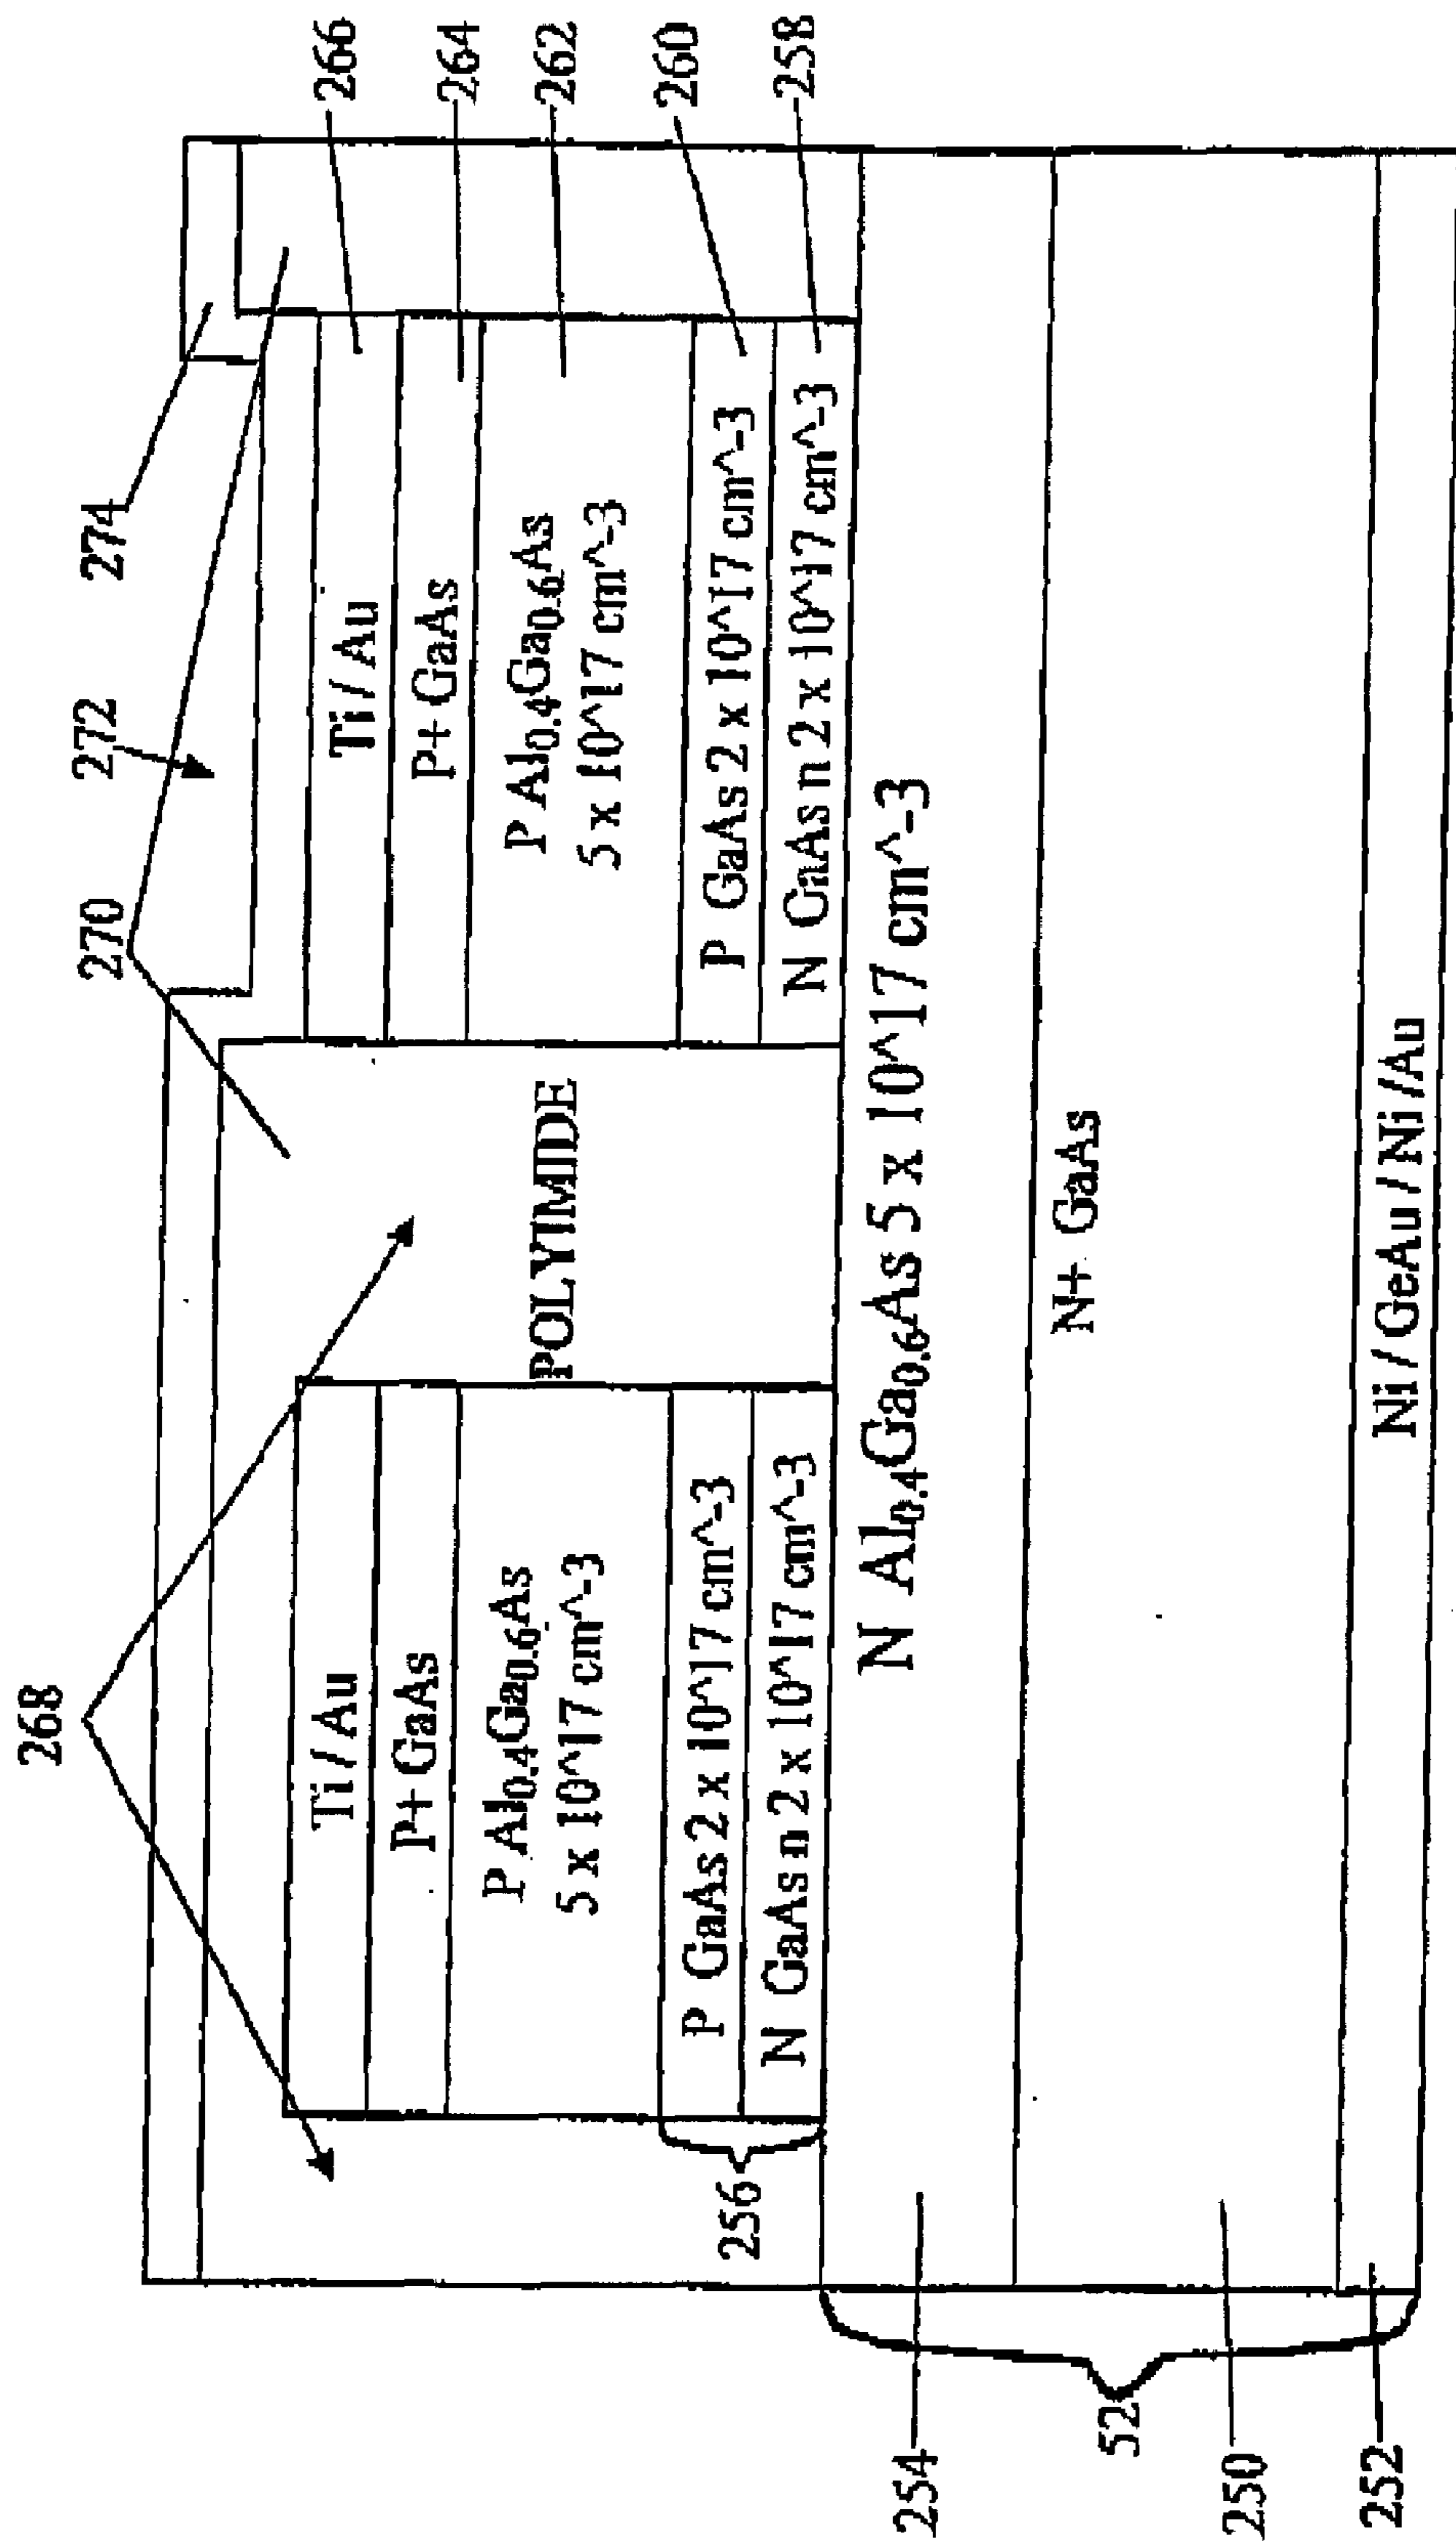 268
270
272
274
266
264
262
260
258
Ti / Au
P+ GaAs
P Al0.4Ga0.6As
5 x 10^17 cm^-3
P GaAs 2 x 10^17 cm^-3
N GaAs n 2 x 10^17 cm^-3
POLYIMIDE
Ti / Au
P+ GaAs
P Al0.4Ga0.6As
5 x 10^17 cm^-3
P GaAs 2 x 10^17 cm^-3
N GaAs n 2 x 10^17 cm^-3
256
N Al0.4Ga0.6As 5 x 10^17 cm^-3
N+ GaAs
Ni / GeAu / Ni /Au
254
52
250
252